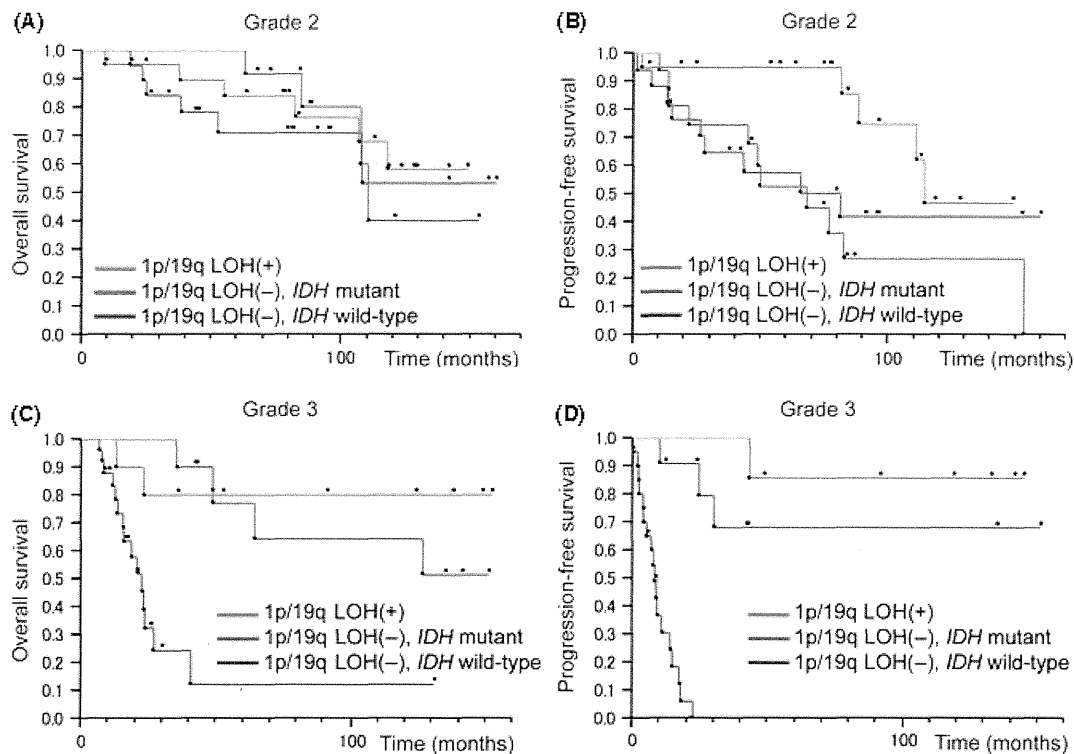 (A)
Grade 2
Overall survival
1.0
0.9
0.8
0.7
0.6
0.5
0.4
0.3
0.2
0.1
0.0
1p/19q LOH(+)
1p/19q LOH(–), IDH mutant
1p/19q LOH(–), IDH wild-type
0
100
Time (months)
(B)
Grade 2
Progression-free survival
1.0
0.9
0.8
0.7
0.6
0.5
0.4
0.3
0.2
0.1
0.0
1p/19q LOH(+)
1p/19q LOH(–), IDH mutant
1p/19q LOH(–), IDH wild-type
0
100
Time (months)
(C)
Grade 3
Overall survival
1.0
0.9
0.8
0.7
0.6
0.5
0.4
0.3
0.2
0.1
0.0
1p/19q LOH(+)
1p/19q LOH(–), IDH mutant
1p/19q LOH(–), IDH wild-type
0
100
Time (months)
(D)
Grade 3
Progression-free survival
1.0
0.9
0.8
0.7
0.6
0.5
0.4
0.3
0.2
0.1
0.0
1p/19q LOH(+)
1p/19q LOH(–), IDH mutant
1p/19q LOH(–), IDH wild-type
0
100
Time (months)